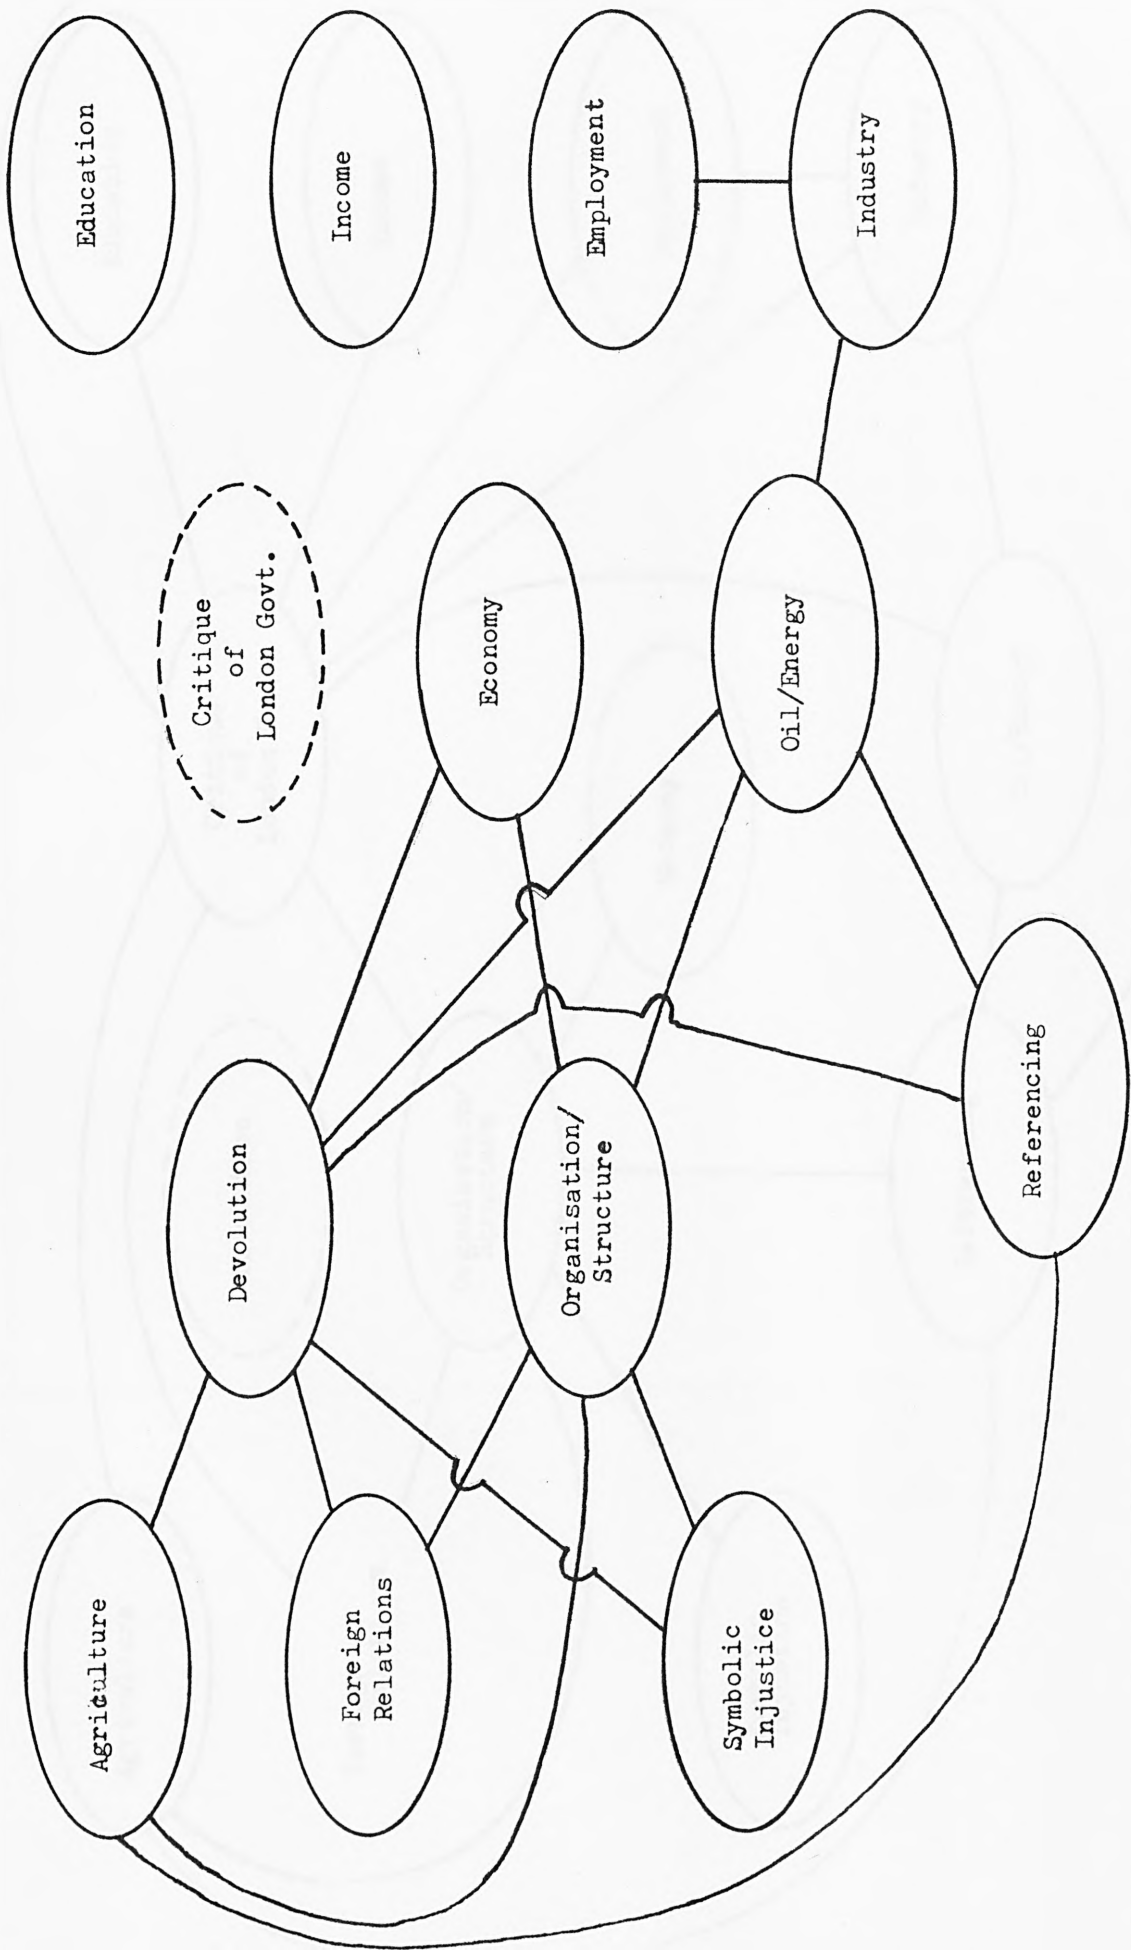 Agriculture
Devolution
Critique
of
London Govt.
Education
Foreign
Relations
Income
Organisation/
Structure
Economy
Employment
Symbolic
Injustice
Oil/Energy
Industry
Referencing